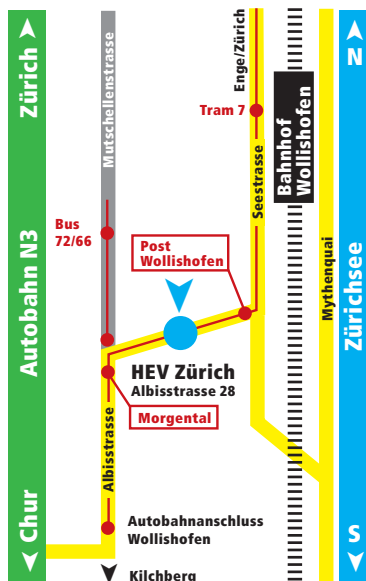 Zürich
Autobahn N3
Chur
Mutschellenstrasse
Enge/Zürich
Tram 7
Seestrasse
Bahnhof
Wollishofen
N
Zürichsee
S
Mythenquai
Bus
72/66
Post
Wollishofen
HEV Zürich
Albisstrasse 28
Morgental
Albisstrasse
Autobahnanschluss
Wollishofen
Kilchberg